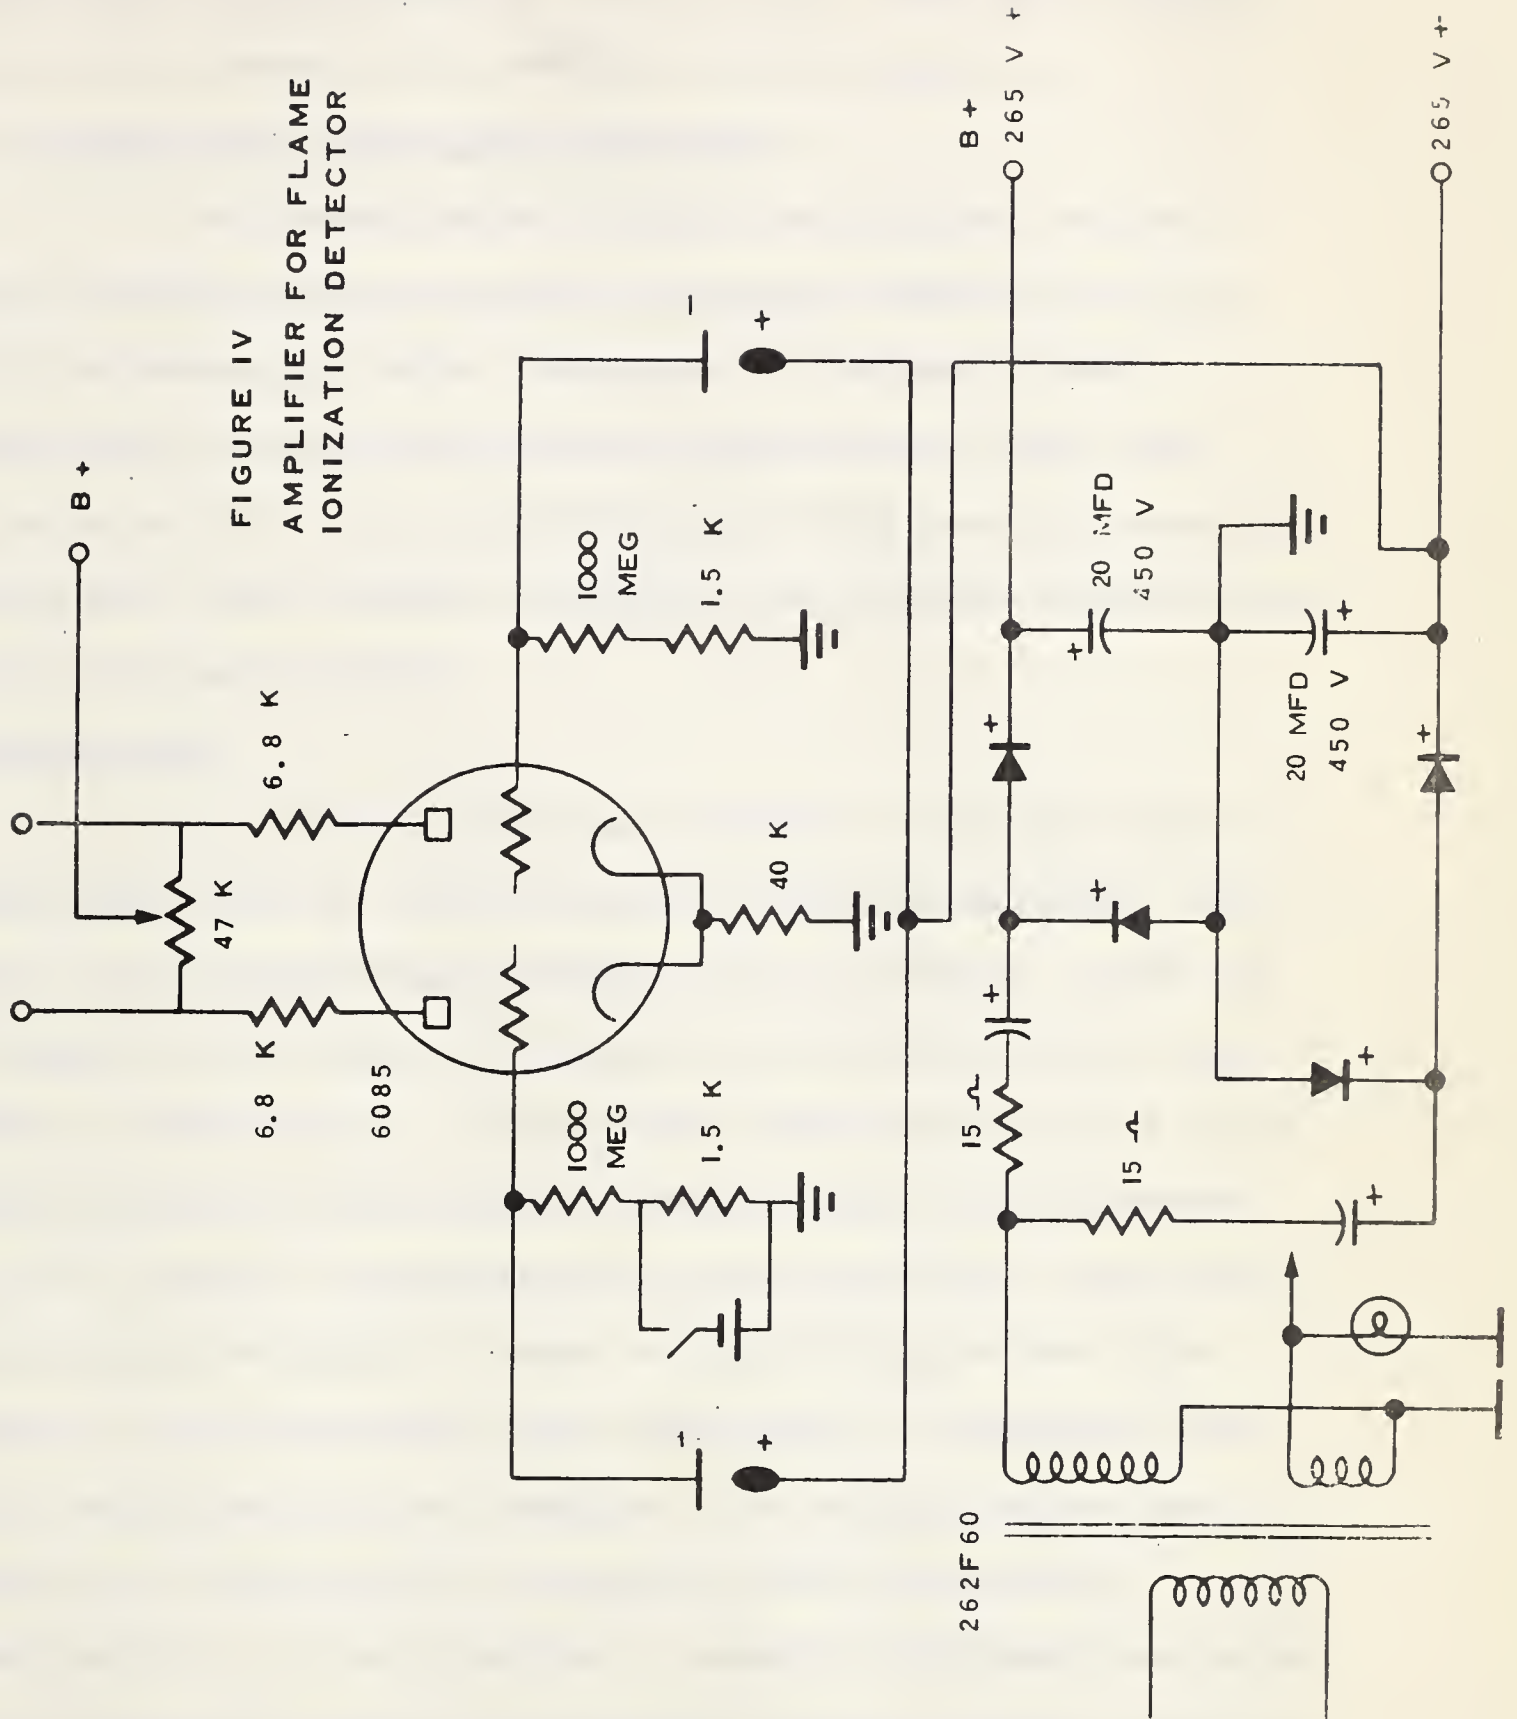 FIGURE IV
AMPLIFIER FOR FLAME
IONIZATION DETECTOR
B +
47 K
6.8 K
6.8 K
6085
1000
MEG
1.5 K
1000
MEG
1.5 K
40 K
-
+
-
+
B +
265 V +
265 V +
15 Ω
15 Ω
+
+
+
+
+
+
+
+
20 MFD
450 V
20 MFD
450 V
262F60